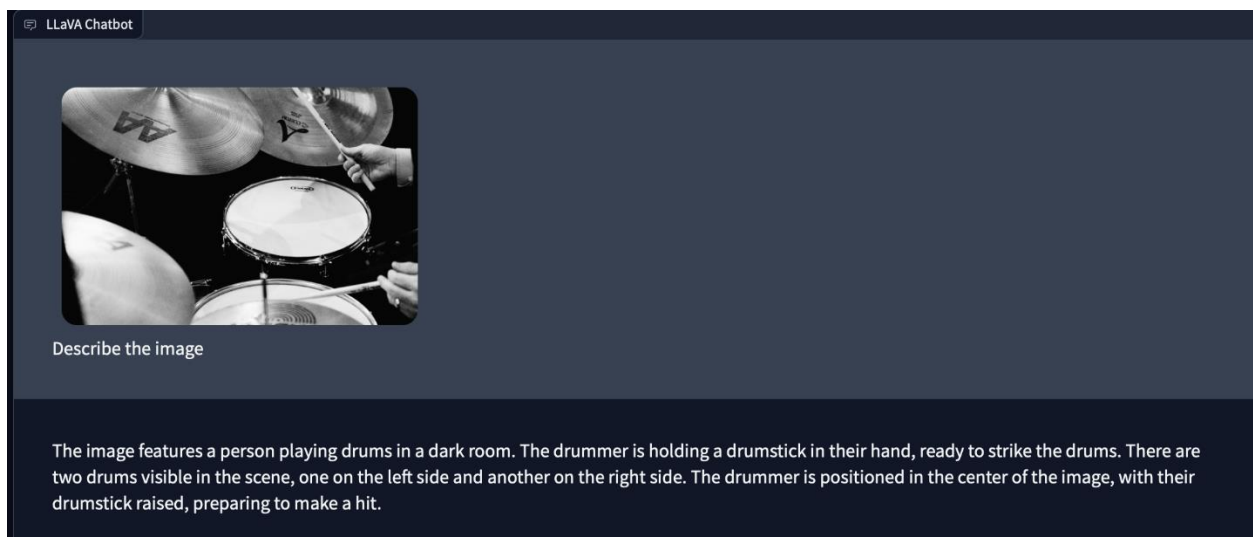 LLaVA Chatbot
AA
Describe the image
The image features a person playing drums in a dark room. The drummer is holding a drumstick in their hand, ready to strike the drums. There are
two drums visible in the scene, one on the left side and another on the right side. The drummer is positioned in the center of the image, with their
drumstick raised, preparing to make a hit.